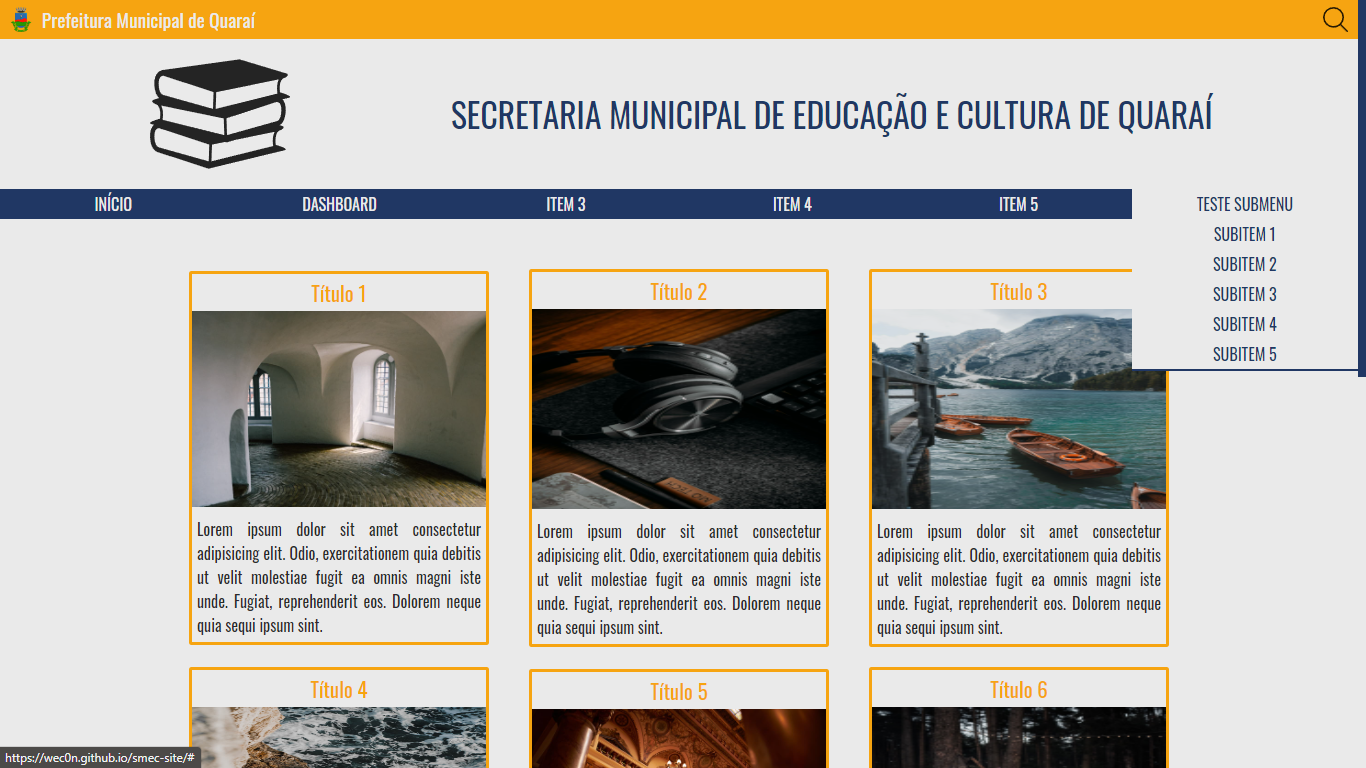 Prefeitura Municipal de Quaraí
SECRETARIA MUNICIPAL DE EDUCAÇÃO E CULTURA DE QUARAÍ
INÍCIO
DASHBOARD
ITEM 3
ITEM 4
ITEM 5
TESTE SUBMENU
SUBITEM 1
SUBITEM 2
SUBITEM 3
SUBITEM 4
SUBITEM 5
Título 1
Lorem ipsum dolor sit amet consectetur
adipisicing elit. Odio, exercitationem quia debitis
ut velit molestiae fugit ea omnis magni iste
unde. Fugiat, reprehenderit eos. Dolorem neque
quia sequi ipsum sint.
Título 2
Lorem ipsum dolor sit amet consectetur
adipisicing elit. Odio, exercitationem quia debitis
ut velit molestiae fugit ea omnis magni iste
unde. Fugiat, reprehenderit eos. Dolorem neque
quia sequi ipsum sint.
Título 3
Lorem ipsum dolor sit amet consectetur
adipisicing elit. Odio, exercitationem quia debitis
ut velit molestiae fugit ea omnis magni iste
unde. Fugiat, reprehenderit eos. Dolorem neque
quia sequi ipsum sint.
Título 4
Título 5
Título 6
https://wec0n.github.io/smec-site/#